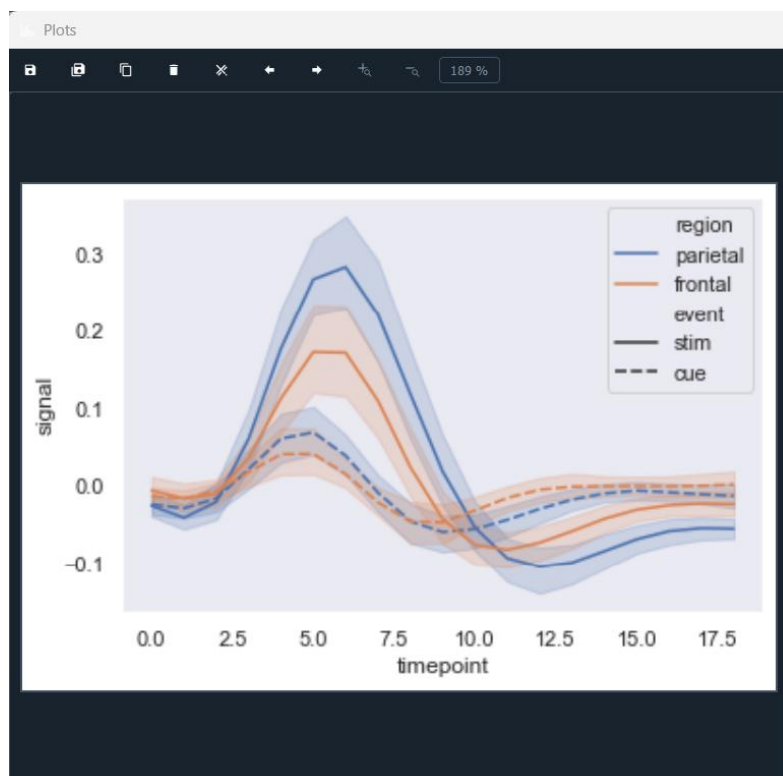 Plots
189 %
region
parietal
frontal
event
stim
cue
0.3
0.2
0.1
0.0
−0.1
signal
0.0 2.5 5.0 7.5 10.0 12.5 15.0 17.5
timepoint